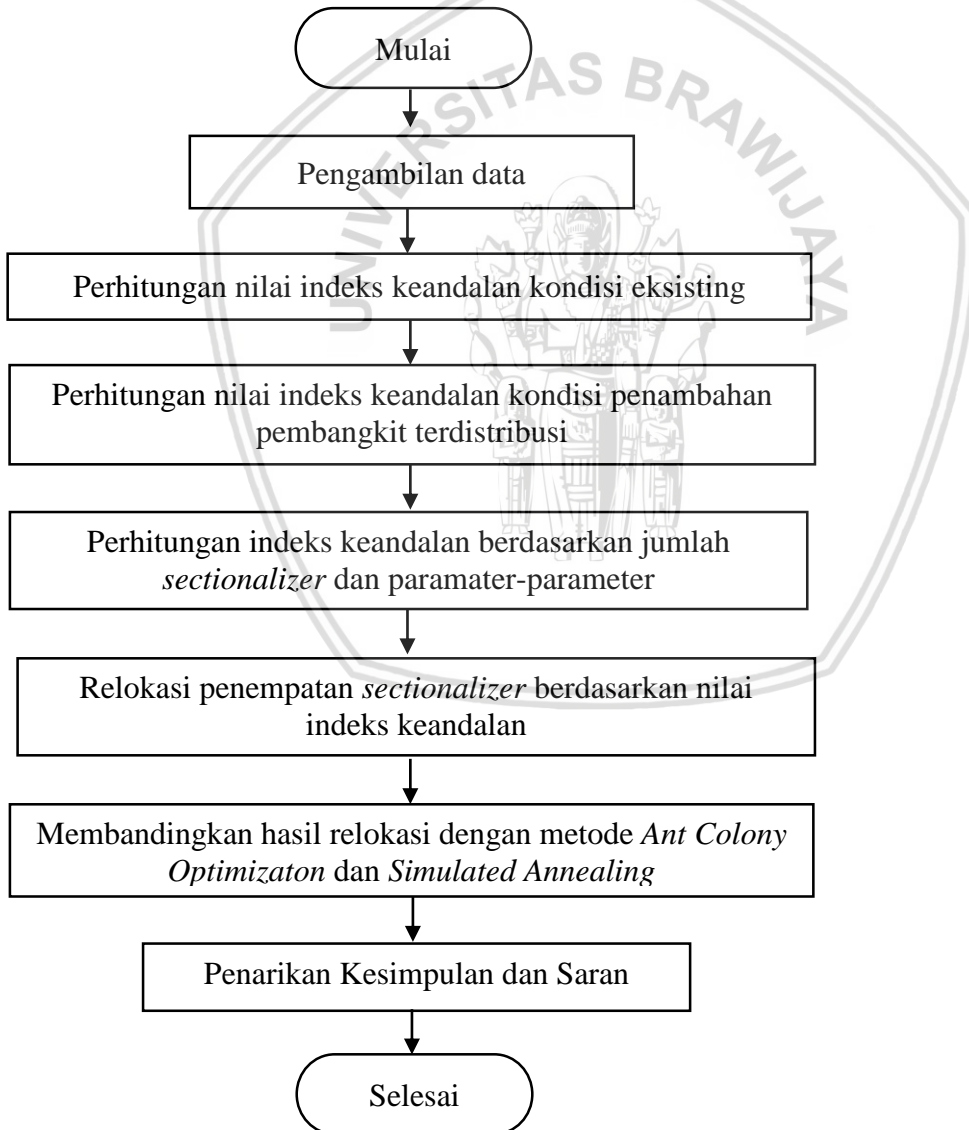 Mulai
UNIVERSITAS BRAWIJAYA
Pengambilan data
Perhitungan nilai indeks keandalan kondisi eksisting
Perhitungan nilai indeks keandalan kondisi penambahan
pembangkit terdistribusi
Perhitungan indeks keandalan berdasarkan jumlah
sectionalizer dan paramater-parameter
Relokasi penempatan sectionalizer berdasarkan nilai
indeks keandalan
Membandingkan hasil relokasi dengan metode Ant Colony
Optimizaton dan Simulated Annealing
Penarikan Kesimpulan dan Saran
Selesai